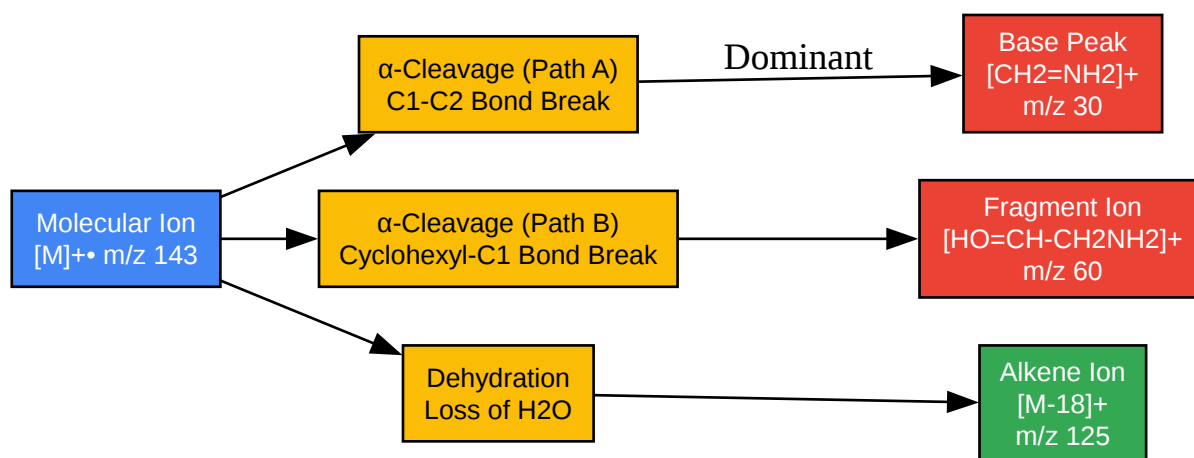 Molecular Ion
[M]+• m/z 143
α-Cleavage (Path A)
C1-C2 Bond Break
Dominant
Base Peak
[CH2=NH2]+
m/z 30
α-Cleavage (Path B)
Cyclohexyl-C1 Bond Break
Fragment Ion
[HO=CH-CH2NH2]+
m/z 60
Dehydration
Loss of H2O
Alkene Ion
[M-18]+
m/z 125